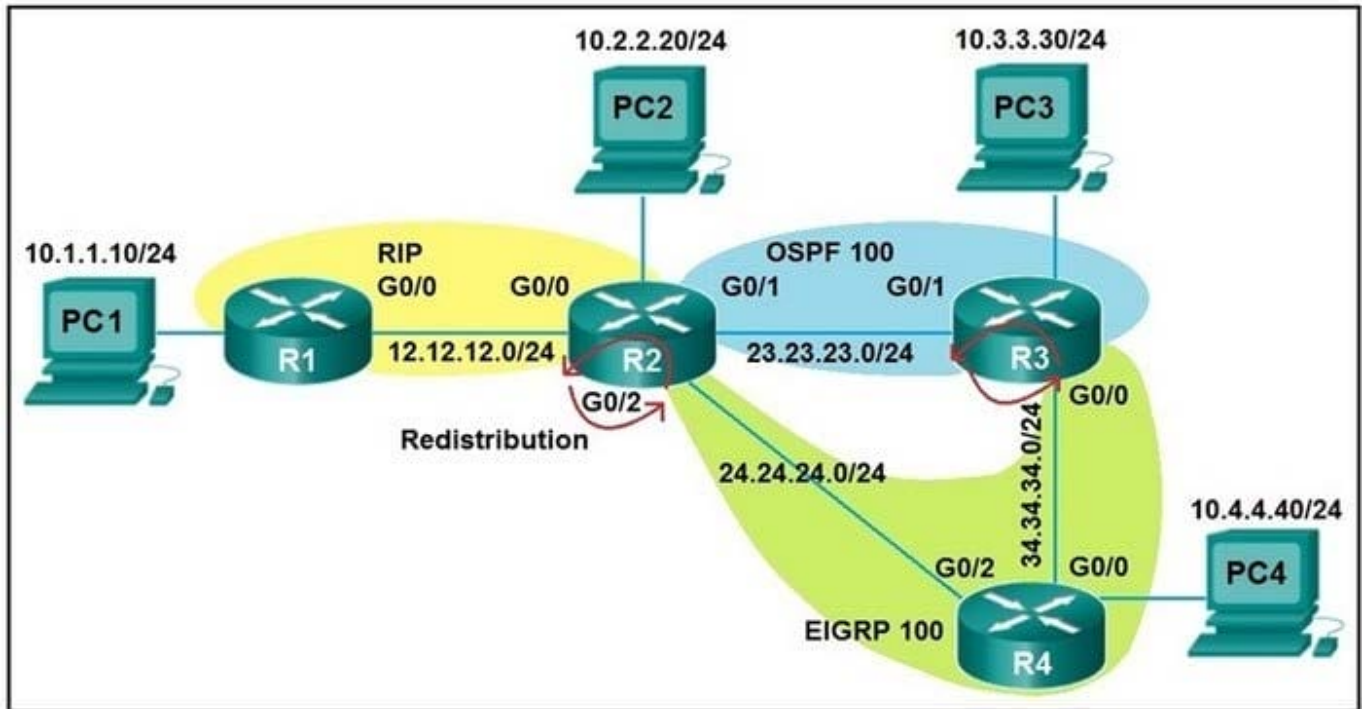 10.2.2.20/24
10.3.3.30/24
PC2
PC3
10.1.1.10/24
RIP
OSPF 100
G0/0
G0/0
G0/1
G0/1
PC1
12.12.12.0/24
23.23.23.0/24
R1
R2
R3
G0/2
G0/0
Redistribution
24.24.24.0/24
34.34.34.0/24
10.4.4.40/24
G0/2
G0/0
PC4
EIGRP 100
R4